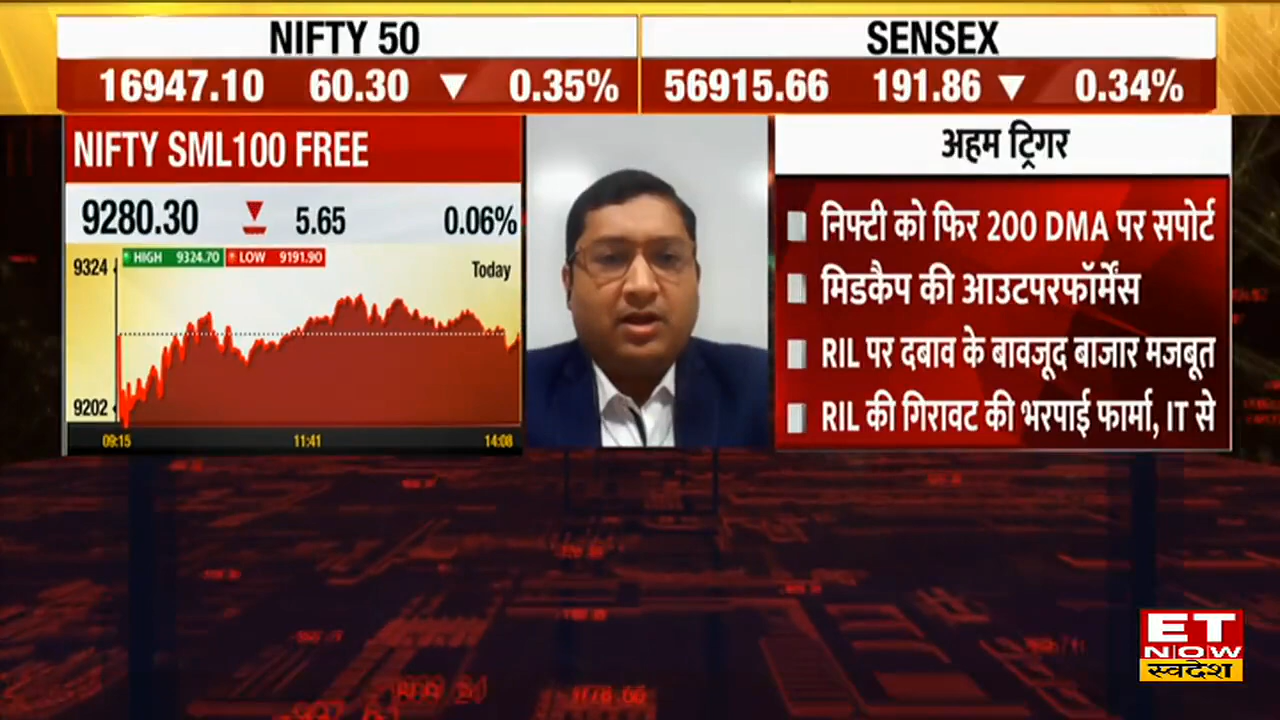 NIFTY 50
16947.10 60.30 ▼ 0.35%
SENSEX
56915.66 191.86 ▼ 0.34%
NIFTY SML100 FREE
9280.30 5.65 0.06%
HIGH 9324.70 LOW 9191.90
9324
Today
9202
09:15 11:41 14:08
अहम ट्रिगर
निफ्टी को फिर 200 DMA पर सपोर्ट
मिडकैप की आउटपरफॉर्मेंस
RIL पर दबाव के बावजूद बाजार मजबूत
RIL की गिरावट की भरपाई फार्मा, IT से
ET
NOW
स्वदेश